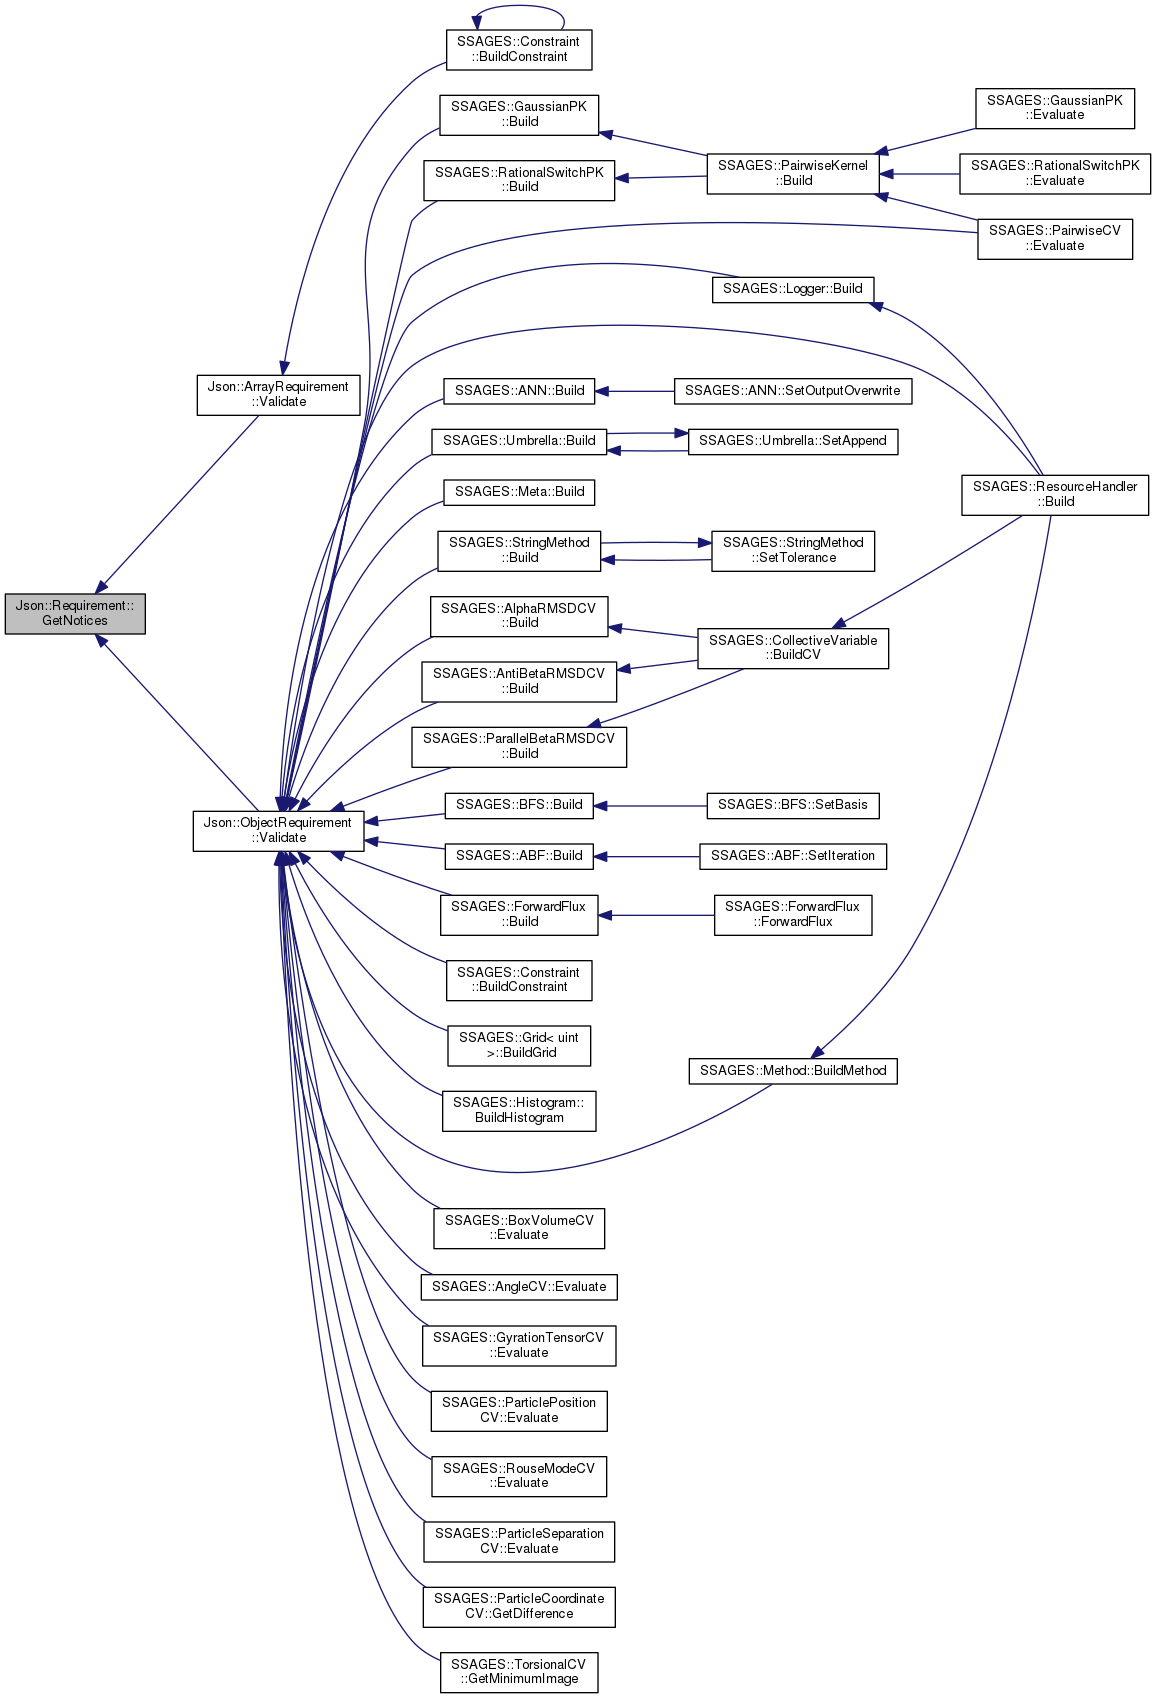 SSAGES::Constraint
::BuildConstraint
SSAGES::GaussianPK
::Build
SSAGES::GaussianPK
::Evaluate
SSAGES::PairwiseKernel
::Build
SSAGES::RationalSwitchPK
::Evaluate
SSAGES::RationalSwitchPK
::Build
SSAGES::PairwiseCV
::Evaluate
SSAGES::Logger::Build
Json::ArrayRequirement
::Validate
SSAGES::ANN::Build
SSAGES::ANN::SetOutputOverwrite
SSAGES::Umbrella::Build
SSAGES::Umbrella::SetAppend
SSAGES::Meta::Build
SSAGES::ResourceHandler
::Build
SSAGES::StringMethod
::Build
SSAGES::StringMethod
::SetTolerance
Json::Requirement::
GetNotices
SSAGES::AlphaRMSDCV
::Build
SSAGES::CollectiveVariable
::BuildCV
SSAGES::AntiBetaRMSDCV
::Build
SSAGES::ParallelBetaRMSDCV
::Build
SSAGES::BFS::Build
SSAGES::BFS::SetBasis
Json::ObjectRequirement
::Validate
SSAGES::ABF::Build
SSAGES::ABF::SetIteration
SSAGES::ForwardFlux
::Build
SSAGES::ForwardFlux
::ForwardFlux
SSAGES::Constraint
::BuildConstraint
SSAGES::Grid< uint
>::BuildGrid
SSAGES::Method::BuildMethod
SSAGES::Histogram::
BuildHistogram
SSAGES::BoxVolumeCV
::Evaluate
SSAGES::AngleCV::Evaluate
SSAGES::GyrationTensorCV
::Evaluate
SSAGES::ParticlePosition
CV::Evaluate
SSAGES::RouseModeCV
::Evaluate
SSAGES::ParticleSeparation
CV::Evaluate
SSAGES::ParticleCoordinate
CV::GetDifference
SSAGES::TorsionalCV
::GetMinimumImage